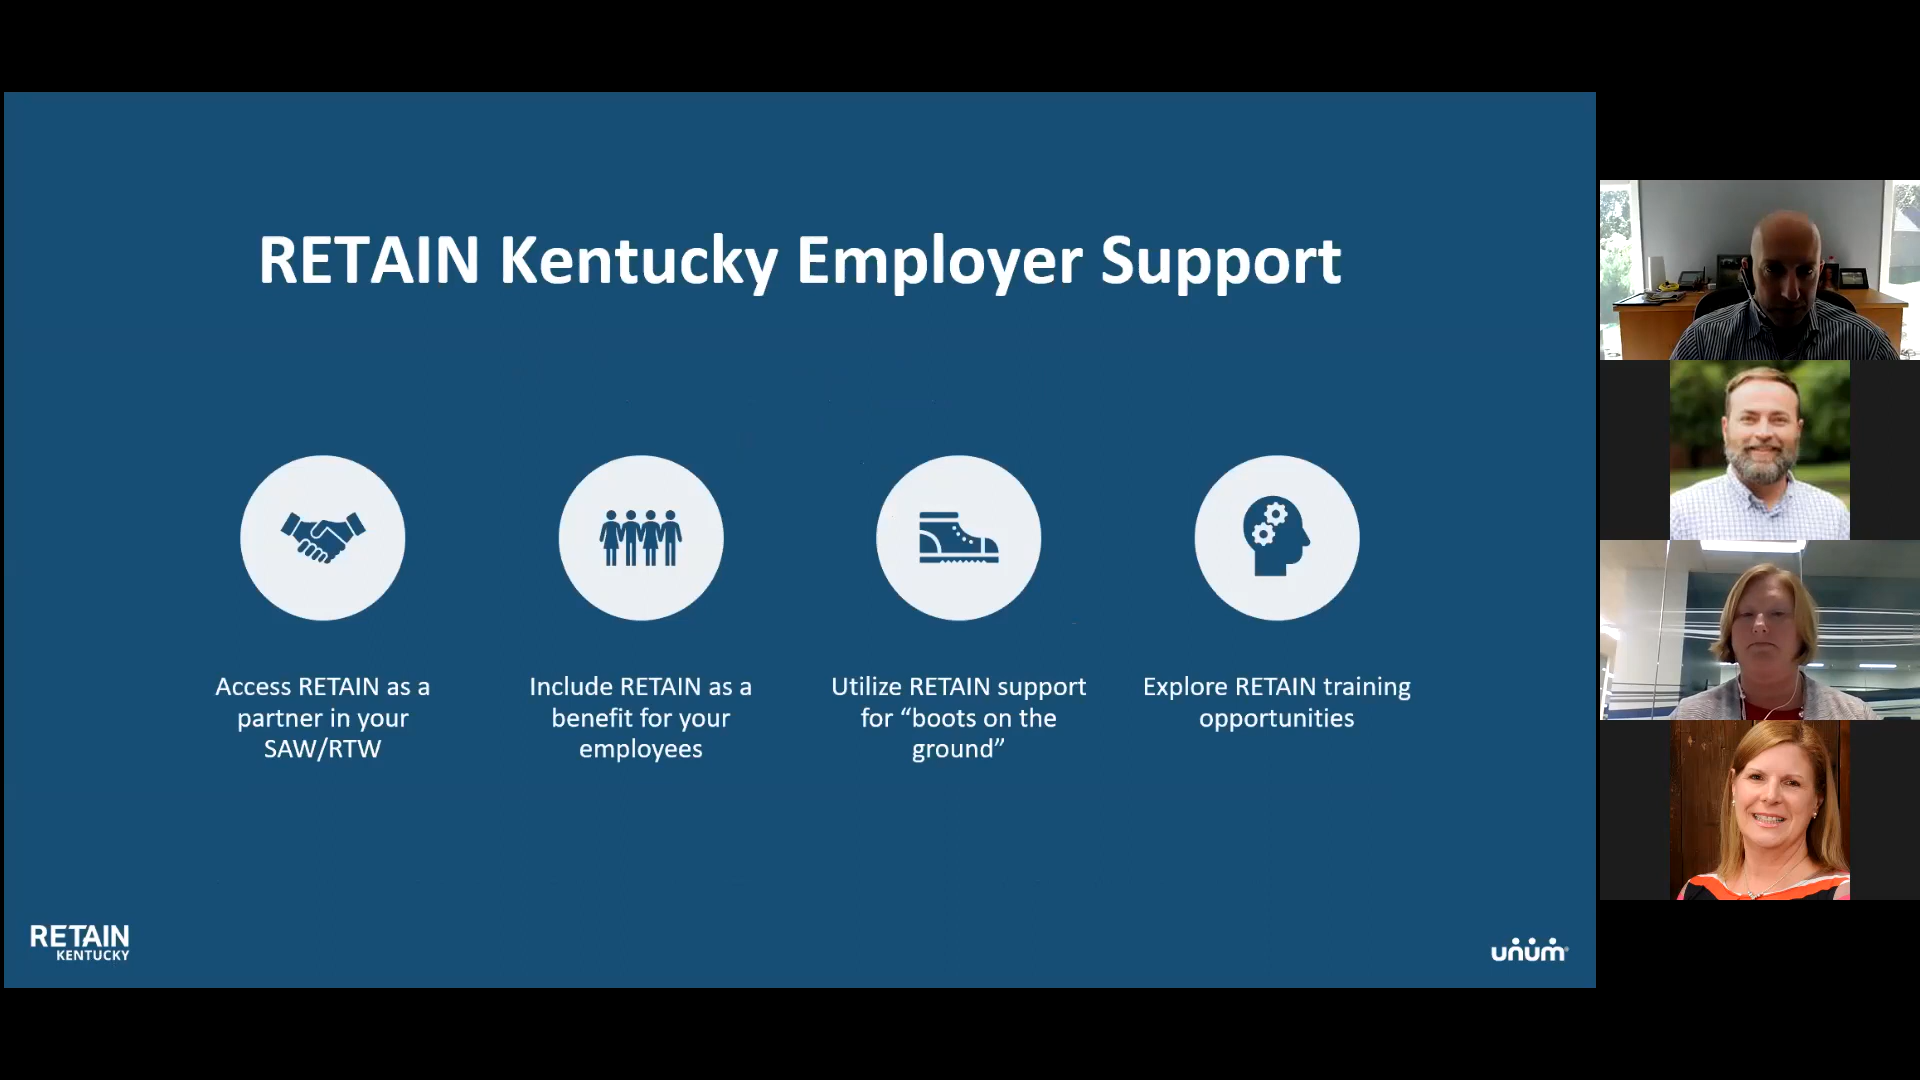 RETAIN Kentucky Employer Support
Access RETAIN as a
partner in your
SAW/RTW
Include RETAIN as a
benefit for your
employees
Utilize RETAIN support
for “boots on the
ground”
Explore RETAIN training
opportunities
RETAIN
KENTUCKY
unum